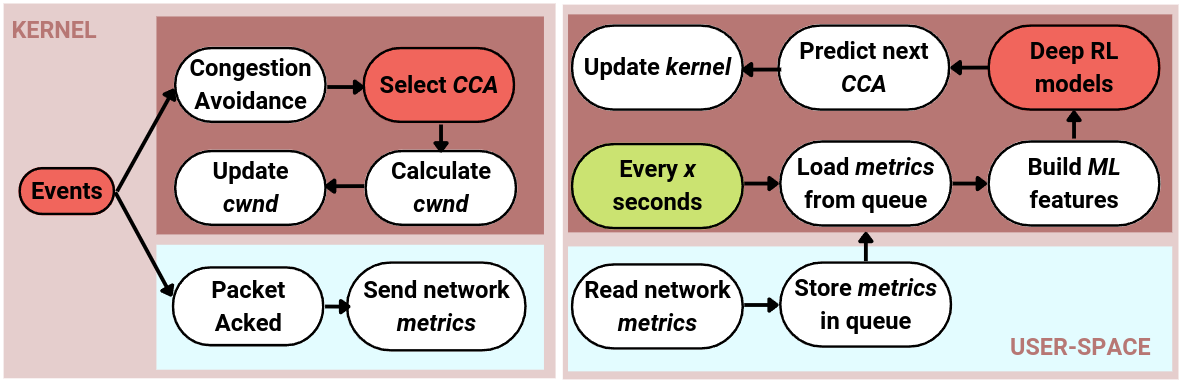 KERNEL
Events
Congestion
Avoidance
Select CCA
Update
cwnd
Calculate
cwnd
Packet
Acked
Send network
metrics
Update kernel
Predict next
CCA
Deep RL
models
Every x
seconds
Load metrics
from queue
Build ML
features
Read network
metrics
Store metrics
in queue
USER-SPACE